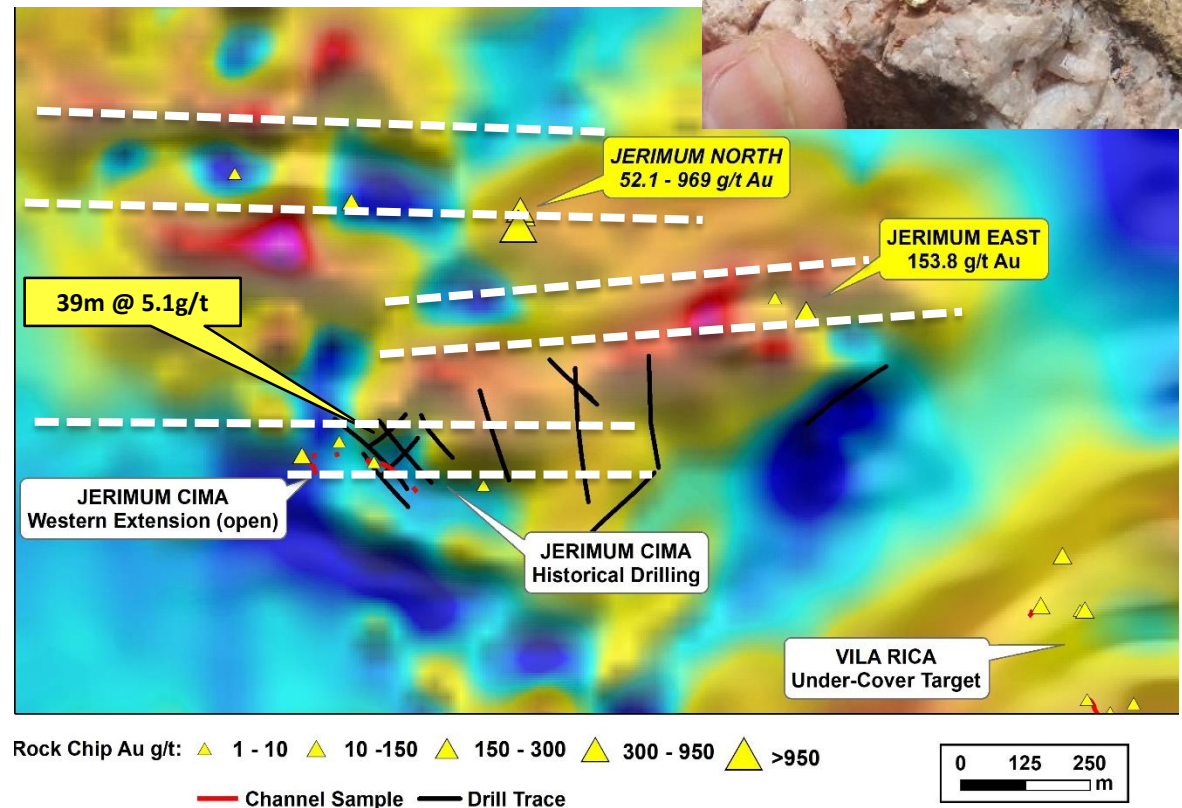 JERIMUM NORTH
52.1 - 969 g/t Au
JERIMUM EAST
153.8 g/t Au
39m @ 5.1g/t
JERIMUM CIMA
Western Extension (open)
JERIMUM CIMA
Historical Drilling
VILA RICA
Under-Cover Target
Rock Chip Au g/t: 1 - 10 10 -150 150 - 300 300 - 950 >950
0 125 250
m
Channel Sample Drill Trace